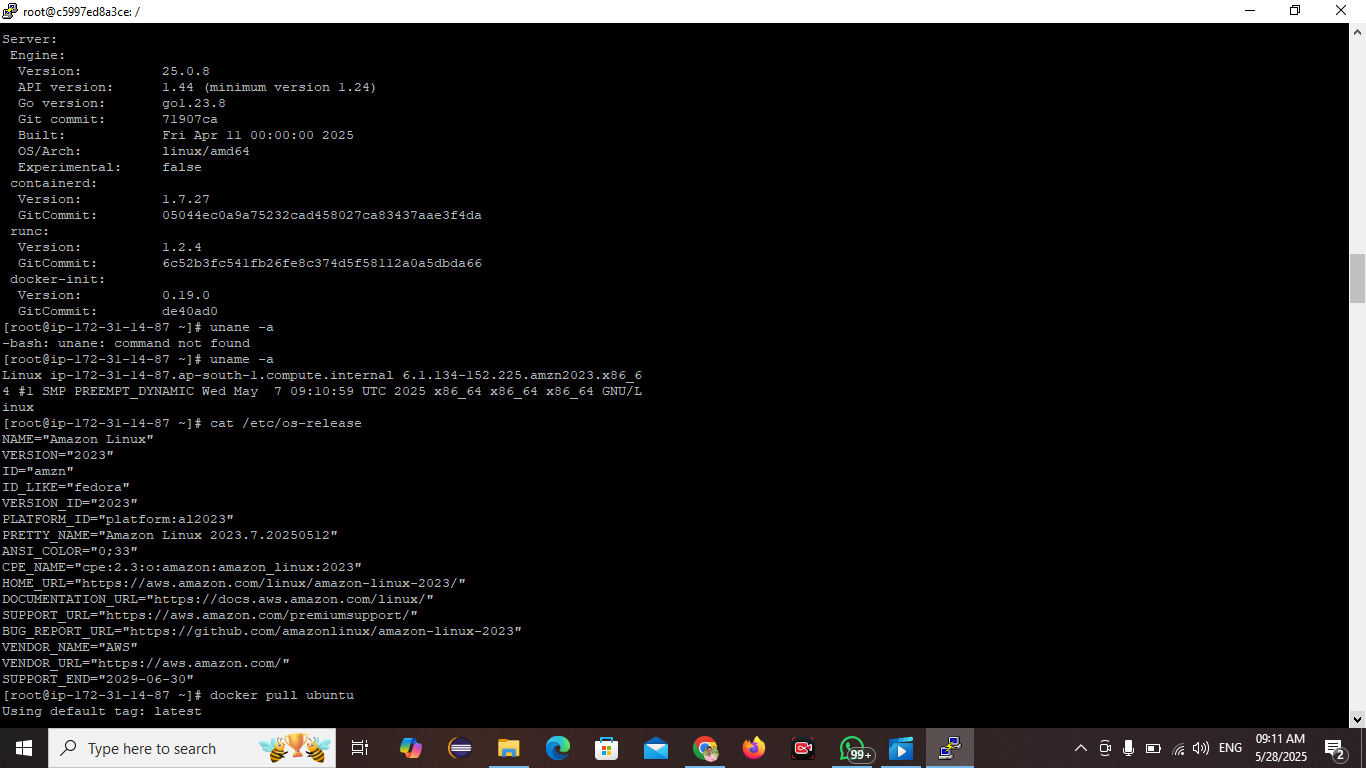 root@c5997ed8a3ce: /
Server:
Engine:
Version: 25.0.8
API version: 1.44 (minimum version 1.24)
Go version: go1.23.8
Git commit: 71907ca
Built: Fri Apr 11 00:00:00 2025
OS/Arch: linux/amd64
Experimental: false
containerd:
Version: 1.7.27
GitCommit: 05044ec0a9a75232cad458027ca83437aae3f4da
runc:
Version: 1.2.4
GitCommit: 6c52b3fc541fb26fe8c374d5f58112a0a5dbda66
docker-init:
Version: 0.19.0
GitCommit: de40ad0
[root@ip-172-31-14-87 ~]# unane -a
-bash: unane: command not found
[root@ip-172-31-14-87 ~]# uname -a
Linux ip-172-31-14-87.ap-south-1.compute.internal 6.1.134-152.225.amzn2023.x86_6
4 #1 SMP PREEMPT_DYNAMIC Wed May  7 09:10:59 UTC 2025 x86_64 x86_64 x86_64 GNU/L
inux
[root@ip-172-31-14-87 ~]# cat /etc/os-release
NAME="Amazon Linux"
VERSION="2023"
ID="amzn"
ID_LIKE="fedora"
VERSION_ID="2023"
PLATFORM_ID="platform:al2023"
PRETTY_NAME="Amazon Linux 2023.7.20250512"
ANSI_COLOR="0;33"
CPE_NAME="cpe:2.3:o:amazon:amazon_linux:2023"
HOME_URL="https://aws.amazon.com/linux/amazon-linux-2023/"
DOCUMENTATION_URL="https://docs.aws.amazon.com/linux/"
SUPPORT_URL="https://aws.amazon.com/premiumsupport/"
BUG_REPORT_URL="https://github.com/amazonlinux/amazon-linux-2023"
VENDOR_NAME="AWS"
VENDOR_URL="https://aws.amazon.com/"
SUPPORT_END="2029-06-30"
[root@ip-172-31-14-87 ~]# docker pull ubuntu
Using default tag: latest
Type here to search
99+
ENG
09:11 AM
5/28/2025
2